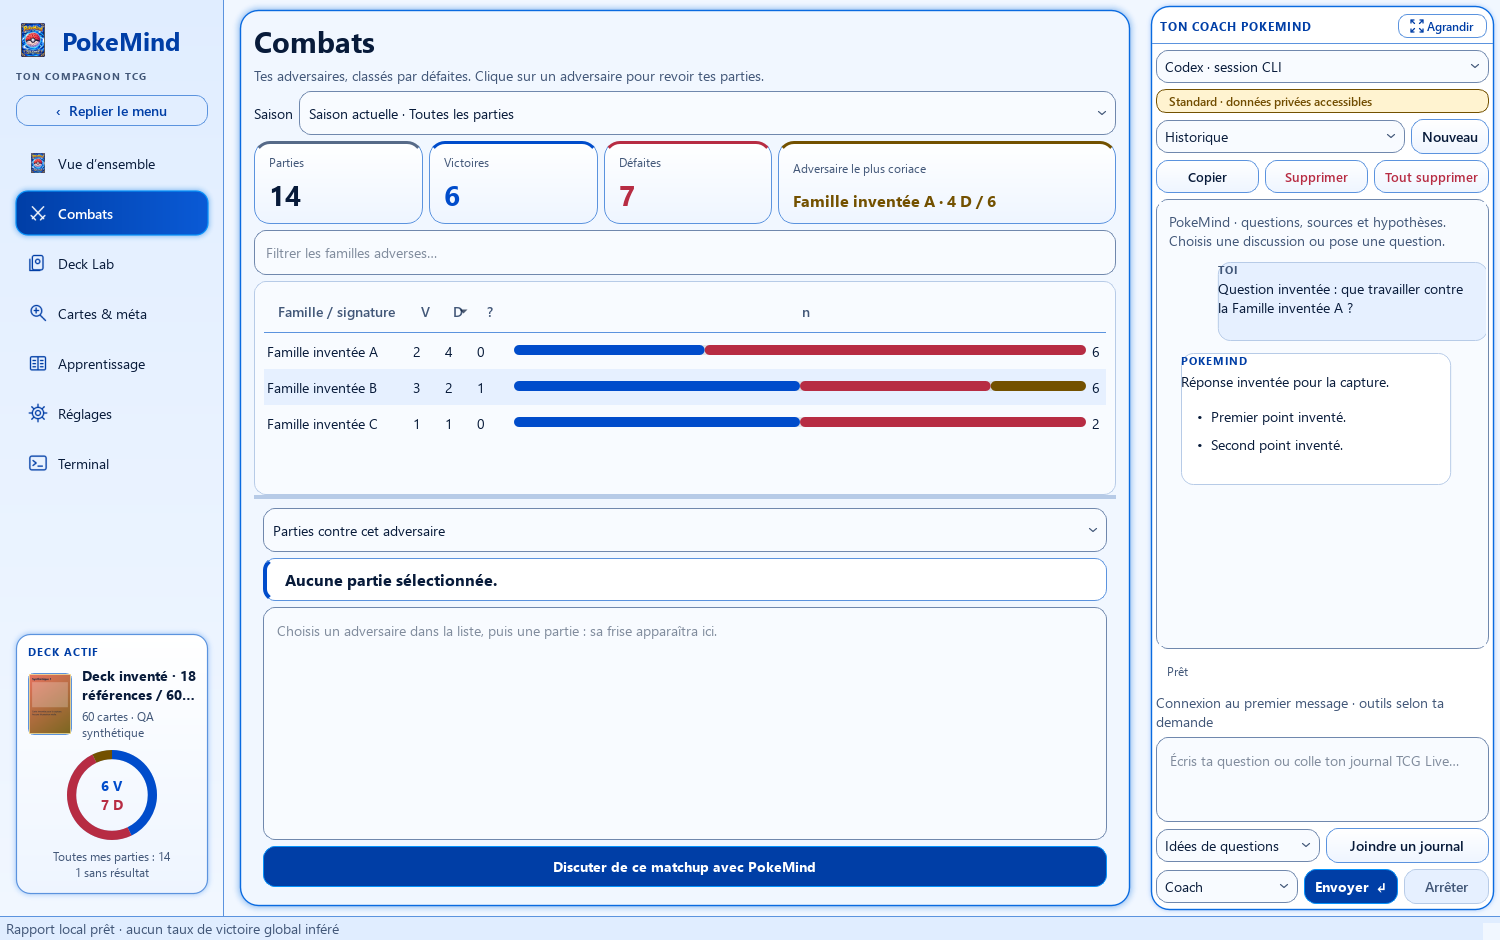 PokeMind
TON COMPAGNON TCG
‹ Replier le menu
Vue d'ensemble
Combats
Deck Lab
Cartes & méta
Apprentissage
Réglages
Terminal
DECK ACTIF
Deck inventé · 18
références / 60…
60 cartes · QA
synthétique
6 V
7 D
Toutes mes parties : 14
1 sans résultat
Combats
Tes adversaires, classés par défaites. Clique sur un adversaire pour revoir tes parties.
Saison
Saison actuelle · Toutes les parties
Parties
14
Victoires
6
Défaites
7
Adversaire le plus coriace
Famille inventée A · 4 D / 6
Filtrer les familles adverses…
Famille / signature V D ? n
Famille inventée A 2 4 0 6
Famille inventée B 3 2 1 6
Famille inventée C 1 1 0 2
Parties contre cet adversaire
Aucune partie sélectionnée.
Choisis un adversaire dans la liste, puis une partie : sa frise apparaîtra ici.
Discuter de ce matchup avec PokeMind
TON COACH POKEMIND
Agrandir
Codex · session CLI
Standard · données privées accessibles
Historique
Nouveau
Copier
Supprimer
Tout supprimer
PokeMind · questions, sources et hypothèses.
Choisis une discussion ou pose une question.
TOI
Question inventée : que travailler contre
la Famille inventée A ?
POKEMIND
Réponse inventée pour la capture.
• Premier point inventé.
• Second point inventé.
Prêt
Connexion au premier message · outils selon ta
demande
Écris ta question ou colle ton journal TCG Live…
Idées de questions
Joindre un journal
Coach
Envoyer ↲
Arrêter
Rapport local prêt · aucun taux de victoire global inféré